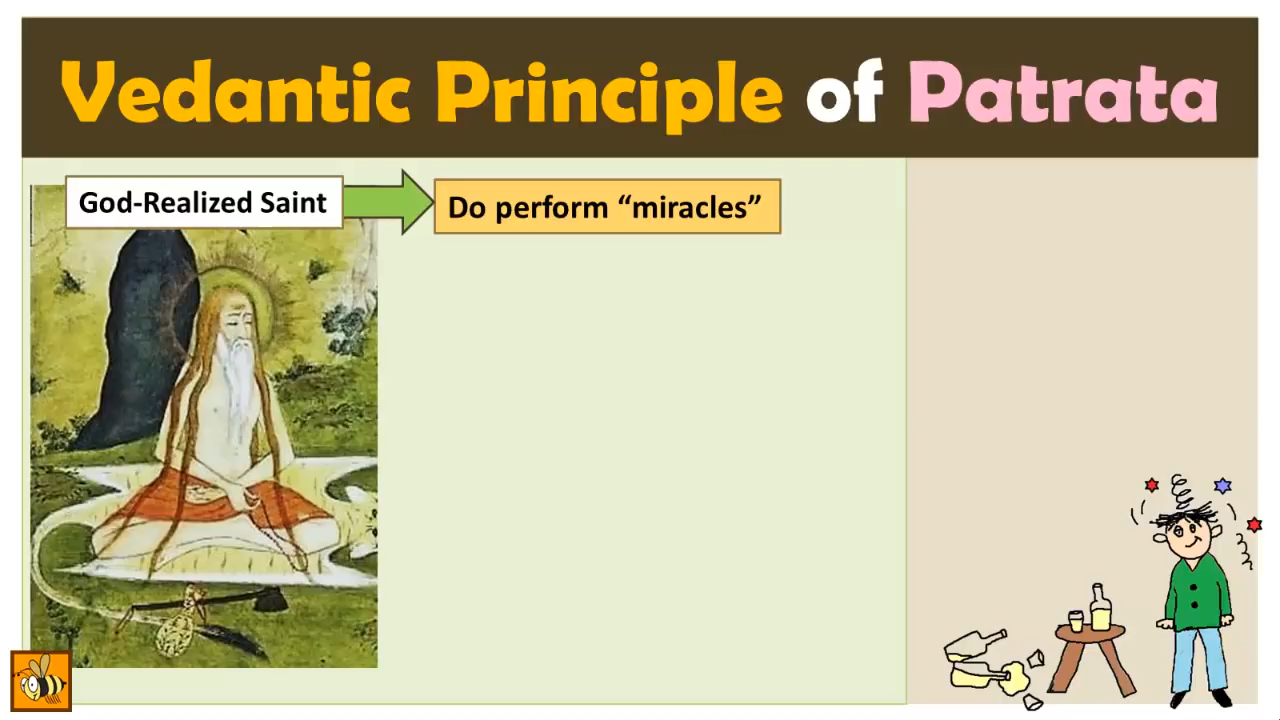 Vedantic Principle of Patrata
God-Realized Saint
Do perform “miracles”